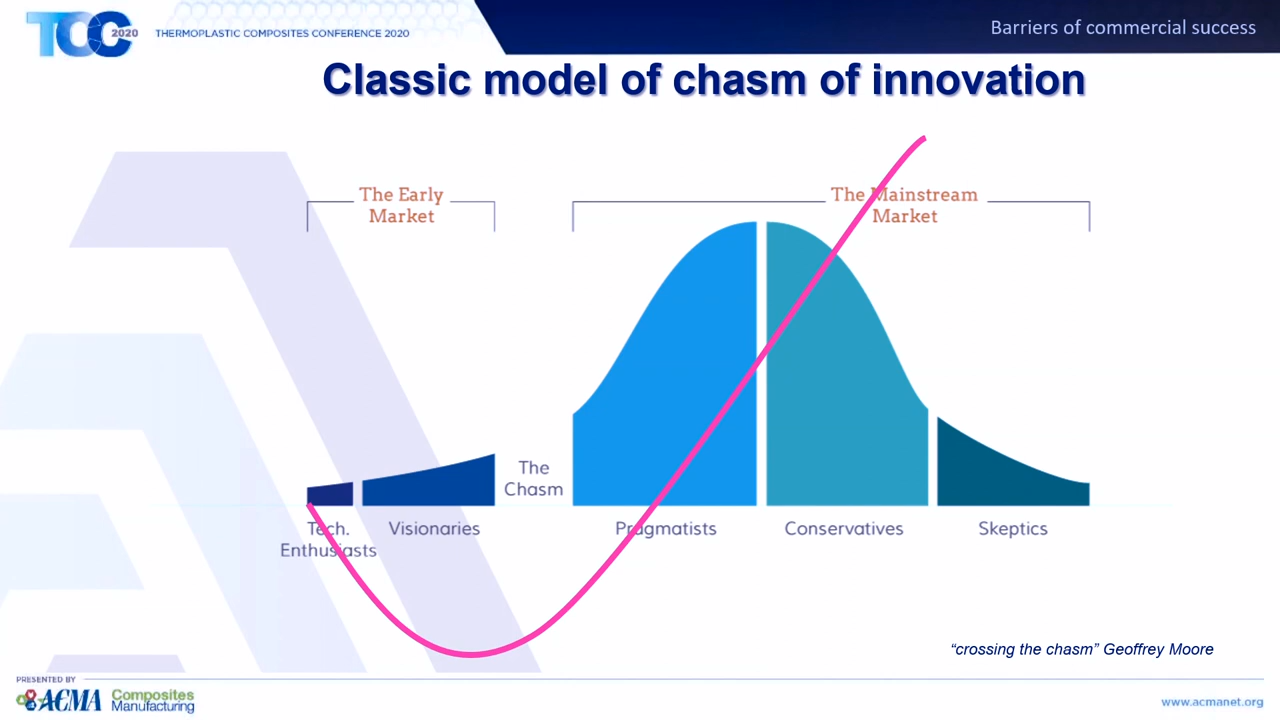 TCC 2020
THERMOPLASTIC COMPOSITES CONFERENCE 2020
Barriers of commercial success
Classic model of chasm of innovation
The Early
Market
The Mainstream
Market
The
Chasm
Tech.
Enthusiasts
Visionaries
Pragmatists
Conservatives
Skeptics
“crossing the chasm” Geoffrey Moore
PRESENTED BY
ACMA
Composites
Manufacturing
www.acmanet.org